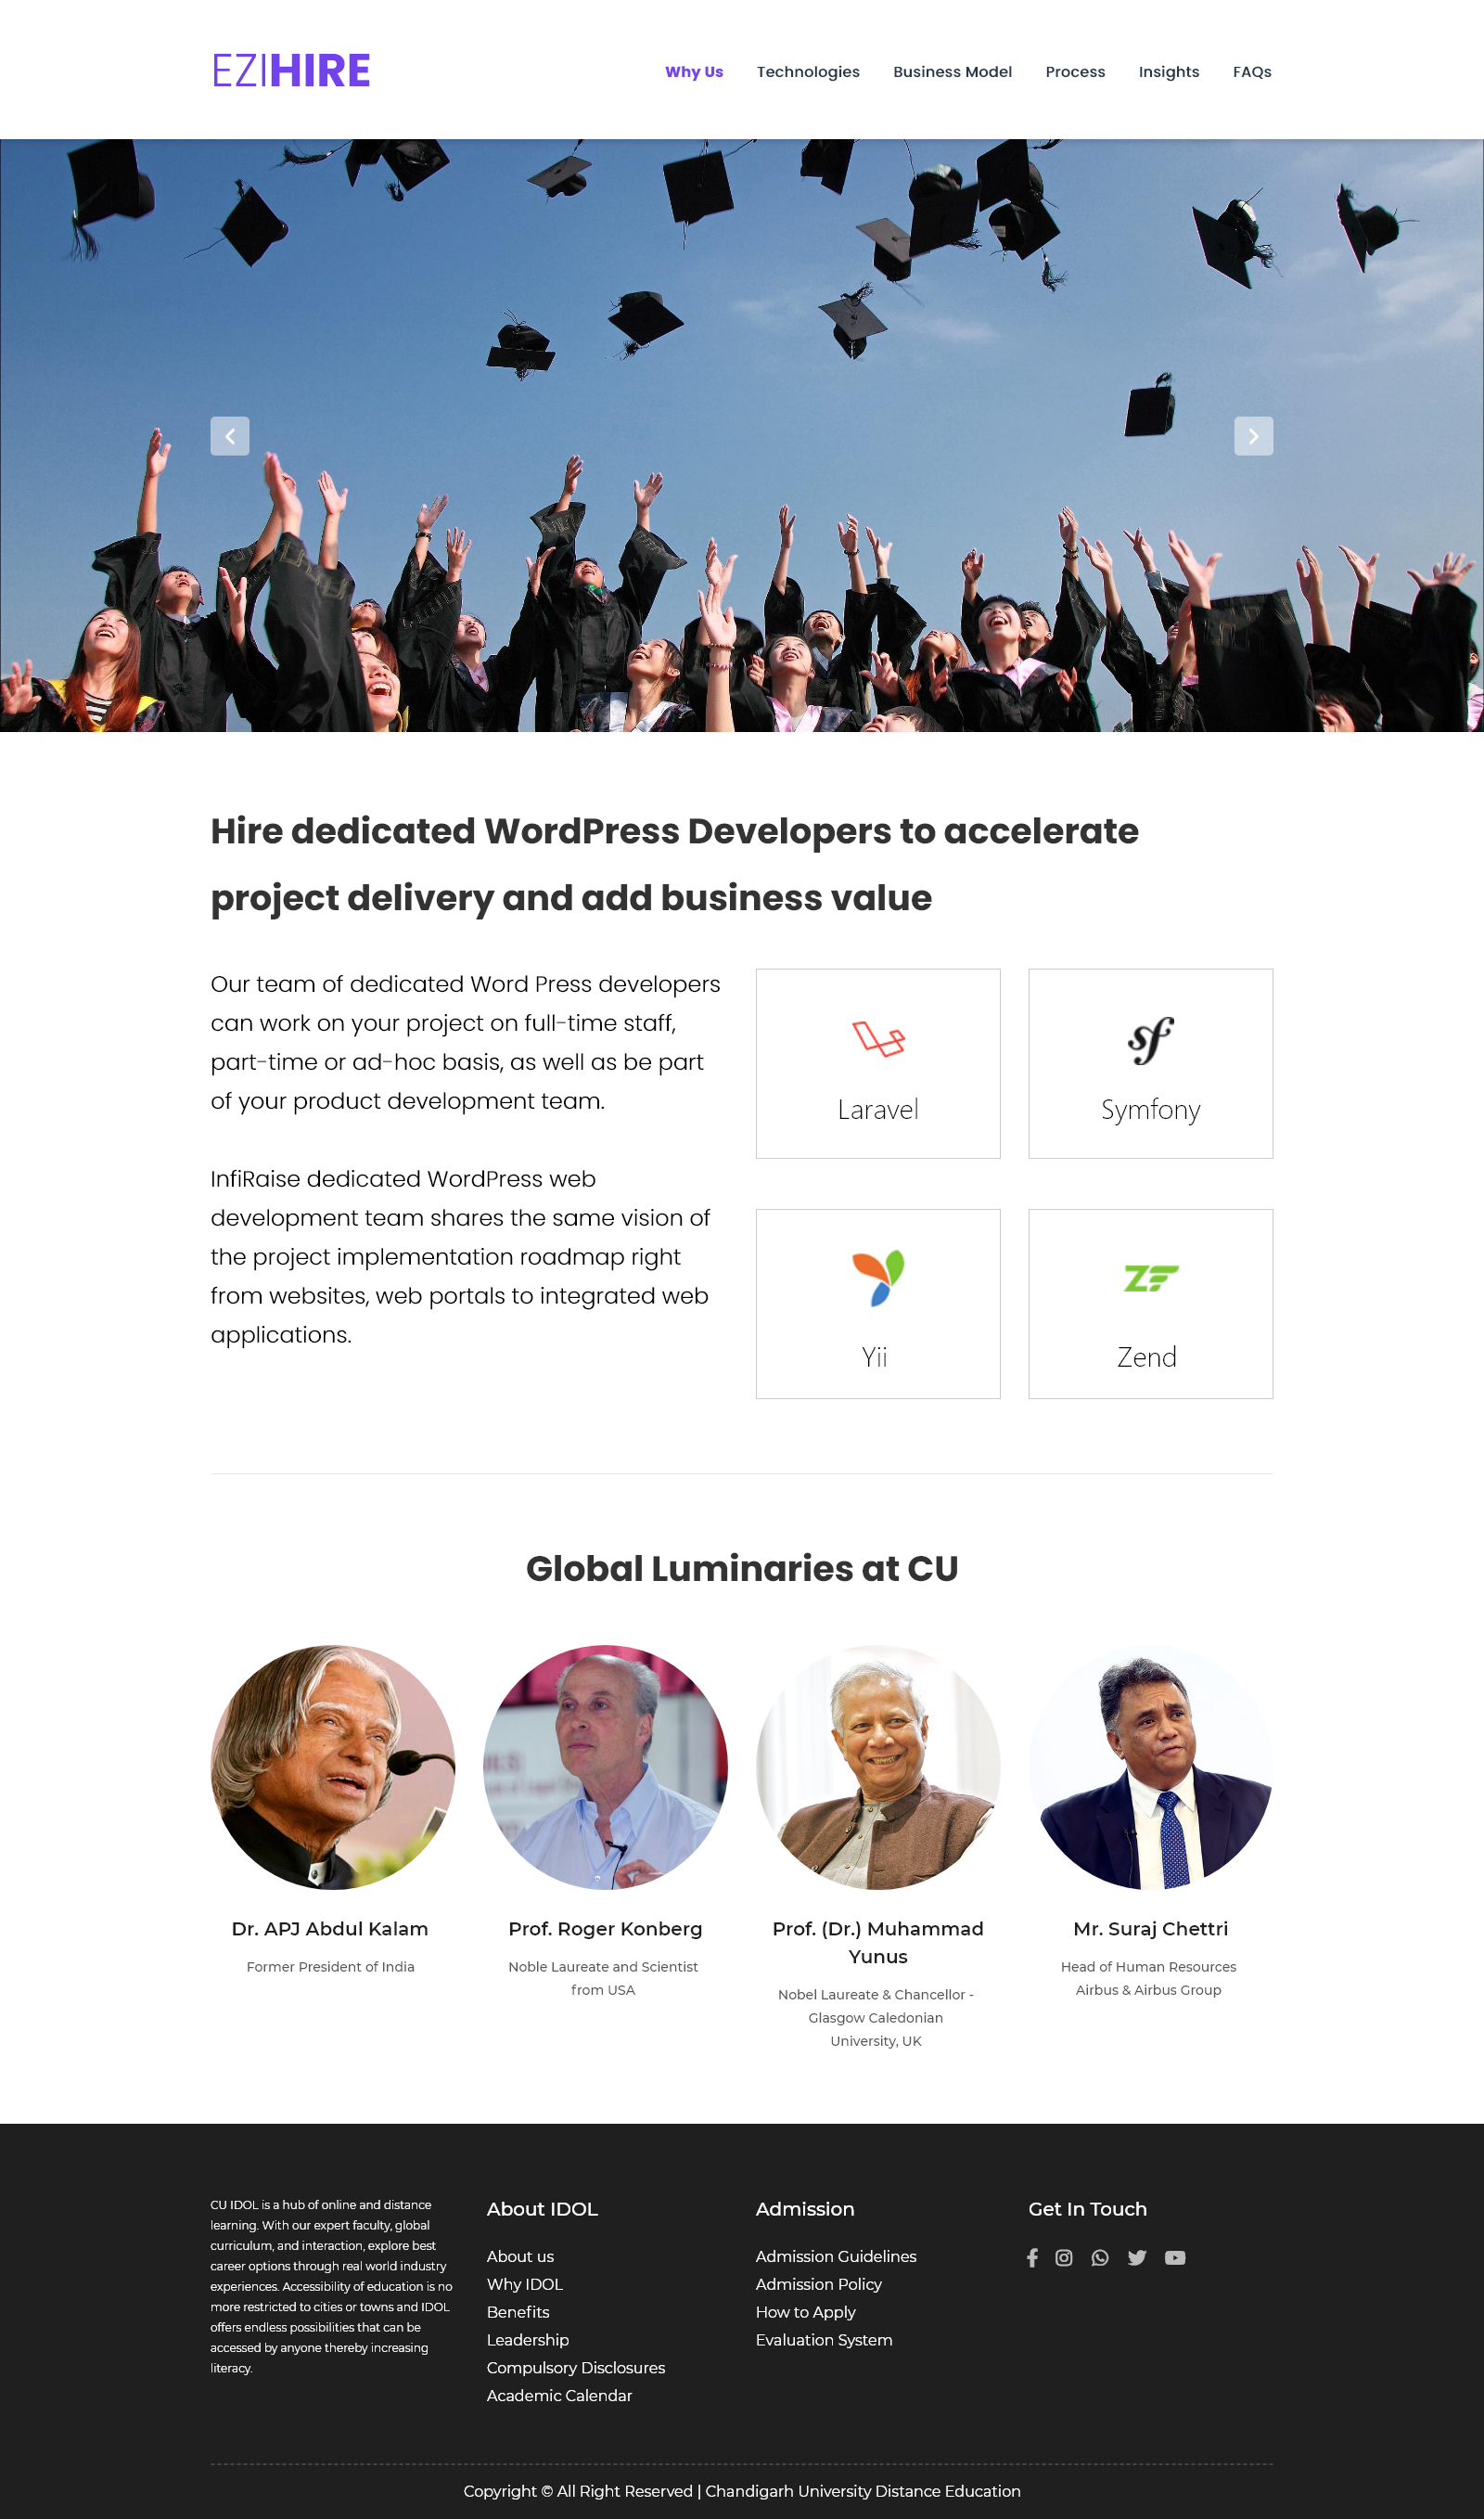 EZIHIRE
Why Us Technologies Business Model Process Insights FAQs
Hire dedicated WordPress Developers to accelerate
project delivery and add business value
Our team of dedicated Word Press developers
can work on your project on full-time staff,
part-time or ad-hoc basis, as well as be part
of your product development team.
InfiRaise dedicated WordPress web
development team shares the same vision of
the project implementation roadmap right
from websites, web portals to integrated web
applications.
Laravel
Symfony
Yii
Zend
Global Luminaries at CU
Dr. APJ Abdul Kalam
Former President of India
Prof. Roger Konberg
Noble Laureate and Scientist
from USA
Prof. (Dr.) Muhammad
Yunus
Nobel Laureate & Chancellor -
Glasgow Caledonian
University, UK
Mr. Suraj Chettri
Head of Human Resources
Airbus & Airbus Group
CU IDOL is a hub of online and distance
learning. With our expert faculty, global
curriculum, and interaction, explore best
career options through real world industry
experiences. Accessibility of education is no
more restricted to cities or towns and IDOL
offers endless possibilities that can be
accessed by anyone thereby increasing
literacy.
About IDOL
About us
Why IDOL
Benefits
Leadership
Compulsory Disclosures
Academic Calendar
Admission
Admission Guidelines
Admission Policy
How to Apply
Evaluation System
Get In Touch
Copyright © All Right Reserved | Chandigarh University Distance Education